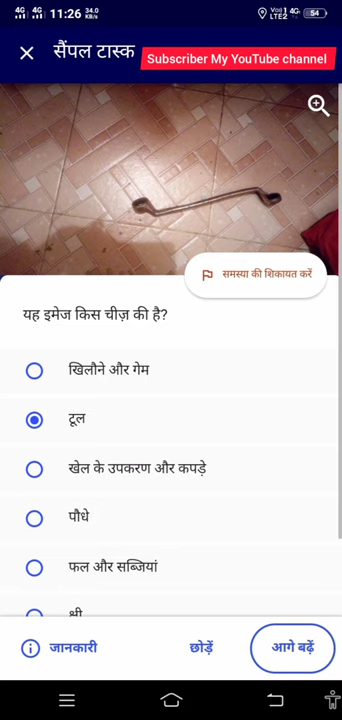 4G 4G 11:26 34.0 KB/s Vo)) 1 LTE2 4G 54
सैंपल टास्क
Subscriber My YouTube channel
समस्या की शिकायत करें
यह इमेज किस चीज़ की है?
खिलौने और गेम
टूल
खेल के उपकरण और कपड़े
पौधे
फल और सब्जियां
जानकारी छोड़ें आगे बढ़ें